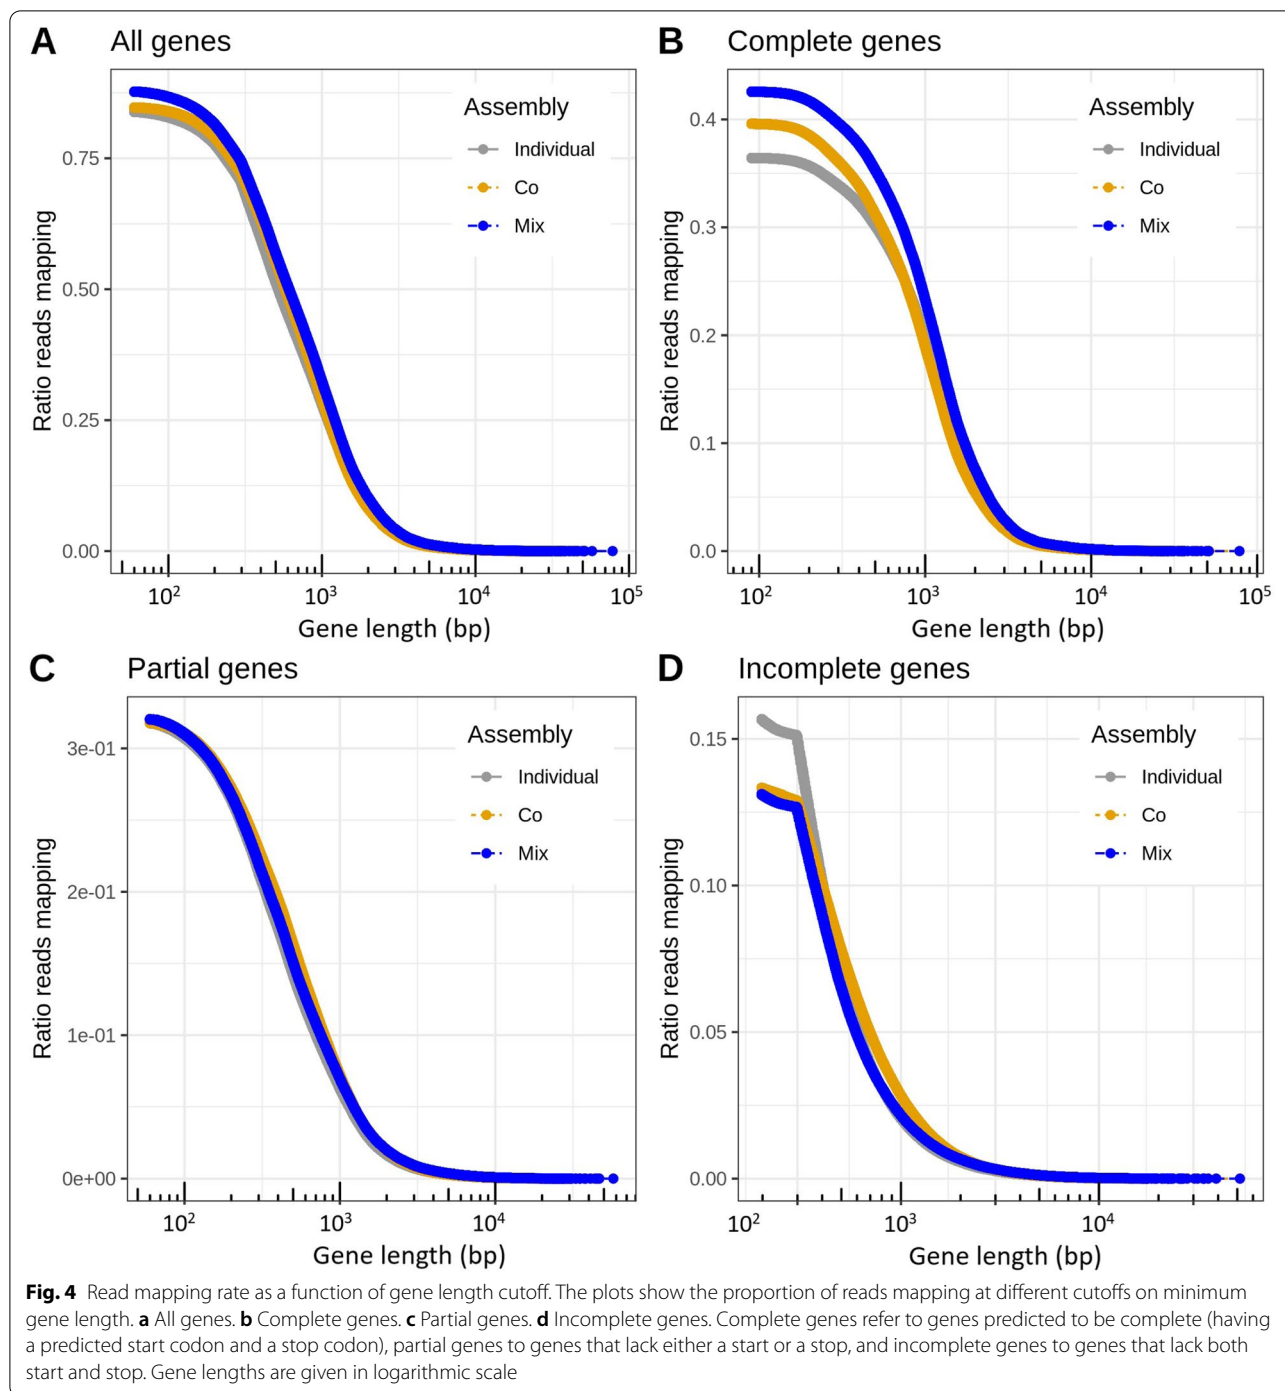 A All genes
Ratio reads mapping
0.75
0.50
0.25
0.00
Assembly
Individual
Co
Mix
10² 10³ 10⁴ 10⁵
Gene length (bp)
B Complete genes
Ratio reads mapping
0.4
0.3
0.2
0.1
0.0
Assembly
Individual
Co
Mix
10² 10³ 10⁴ 10⁵
Gene length (bp)
C Partial genes
Ratio reads mapping
3e-01
2e-01
1e-01
0e+00
Assembly
Individual
Co
Mix
10² 10³ 10⁴
Gene length (bp)
D Incomplete genes
Ratio reads mapping
0.15
0.10
0.05
0.00
Assembly
Individual
Co
Mix
10² 10³ 10⁴
Gene length (bp)
Fig. 4 Read mapping rate as a function of gene length cutoff. The plots show the proportion of reads mapping at different cutoffs on minimum
gene length. a All genes. b Complete genes. c Partial genes. d Incomplete genes. Complete genes refer to genes predicted to be complete (having
a predicted start codon and a stop codon), partial genes to genes that lack either a start or a stop, and incomplete genes to genes that lack both
start and stop. Gene lengths are given in logarithmic scale